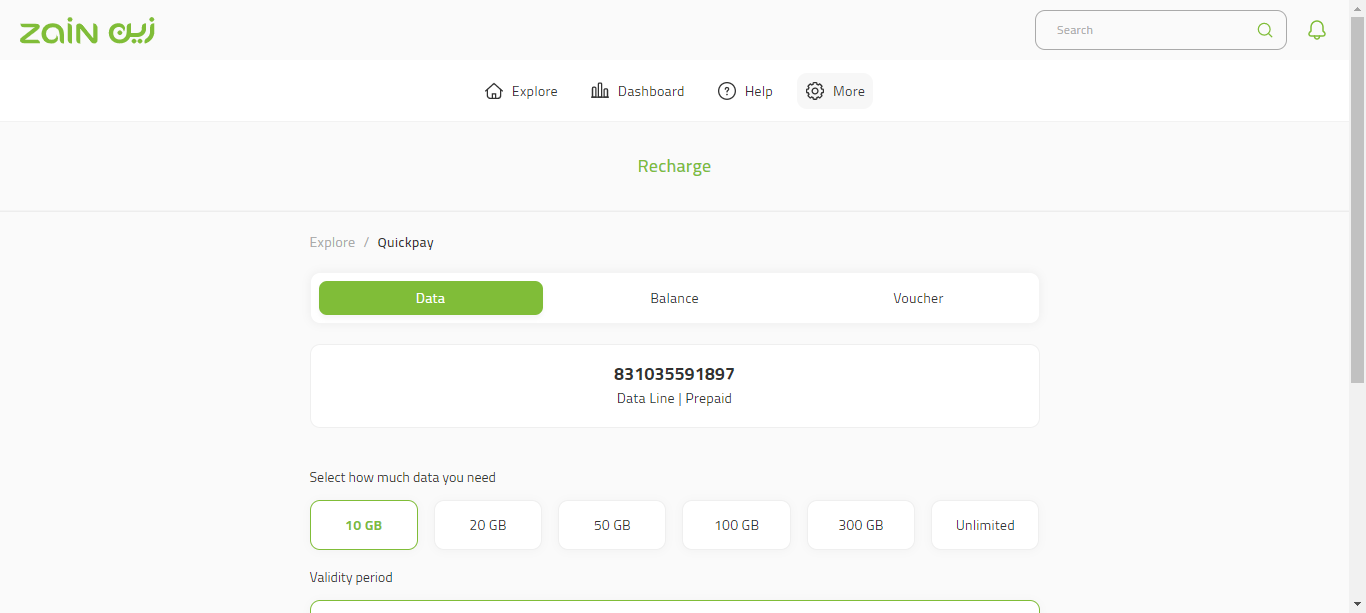 zain زين
Search
Explore Dashboard Help More
Recharge
Explore / Quickpay
Data Balance Voucher
831035591897
Data Line | Prepaid
Select how much data you need
10 GB 20 GB 50 GB 100 GB 300 GB Unlimited
Validity period